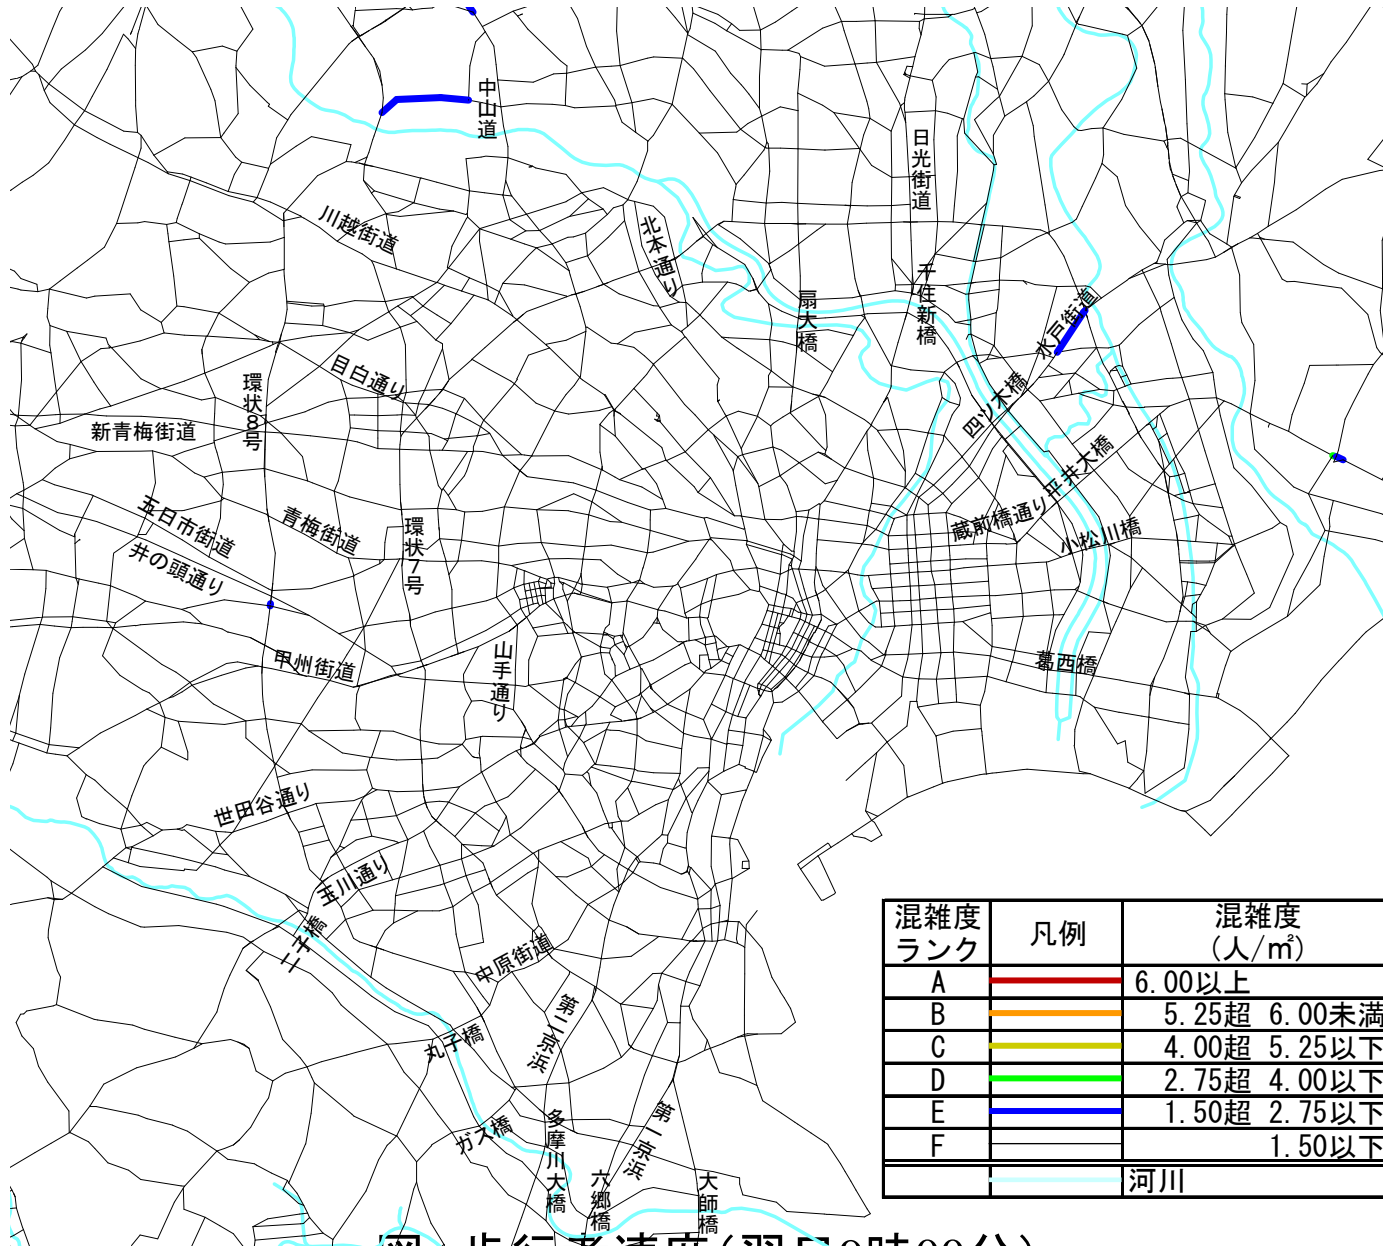 中山道
日光街道
川越街道
北本通り
千住新橋
扇大橋
水戸街道
目白通り
環状8号
四ツ木橋
新青梅街道
平井大橋
五日市街道
青梅街道
環状7号
蔵前橋通り
小松川橋
井の頭通り
甲州街道
山手通り
葛西橋
世田谷通り
玉川通り
二子橋
中原街道
第二京浜
丸子橋
ガス橋
多摩川大橋
第一京浜
六郷橋
大師橋
混雑度ランク 凡例 混雑度(人/㎡)
A 6.00以上
B 5.25超 6.00未満
C 4.00超 5.25以下
D 2.75超 4.00以下
E 1.50超 2.75以下
F 1.50以下
河川